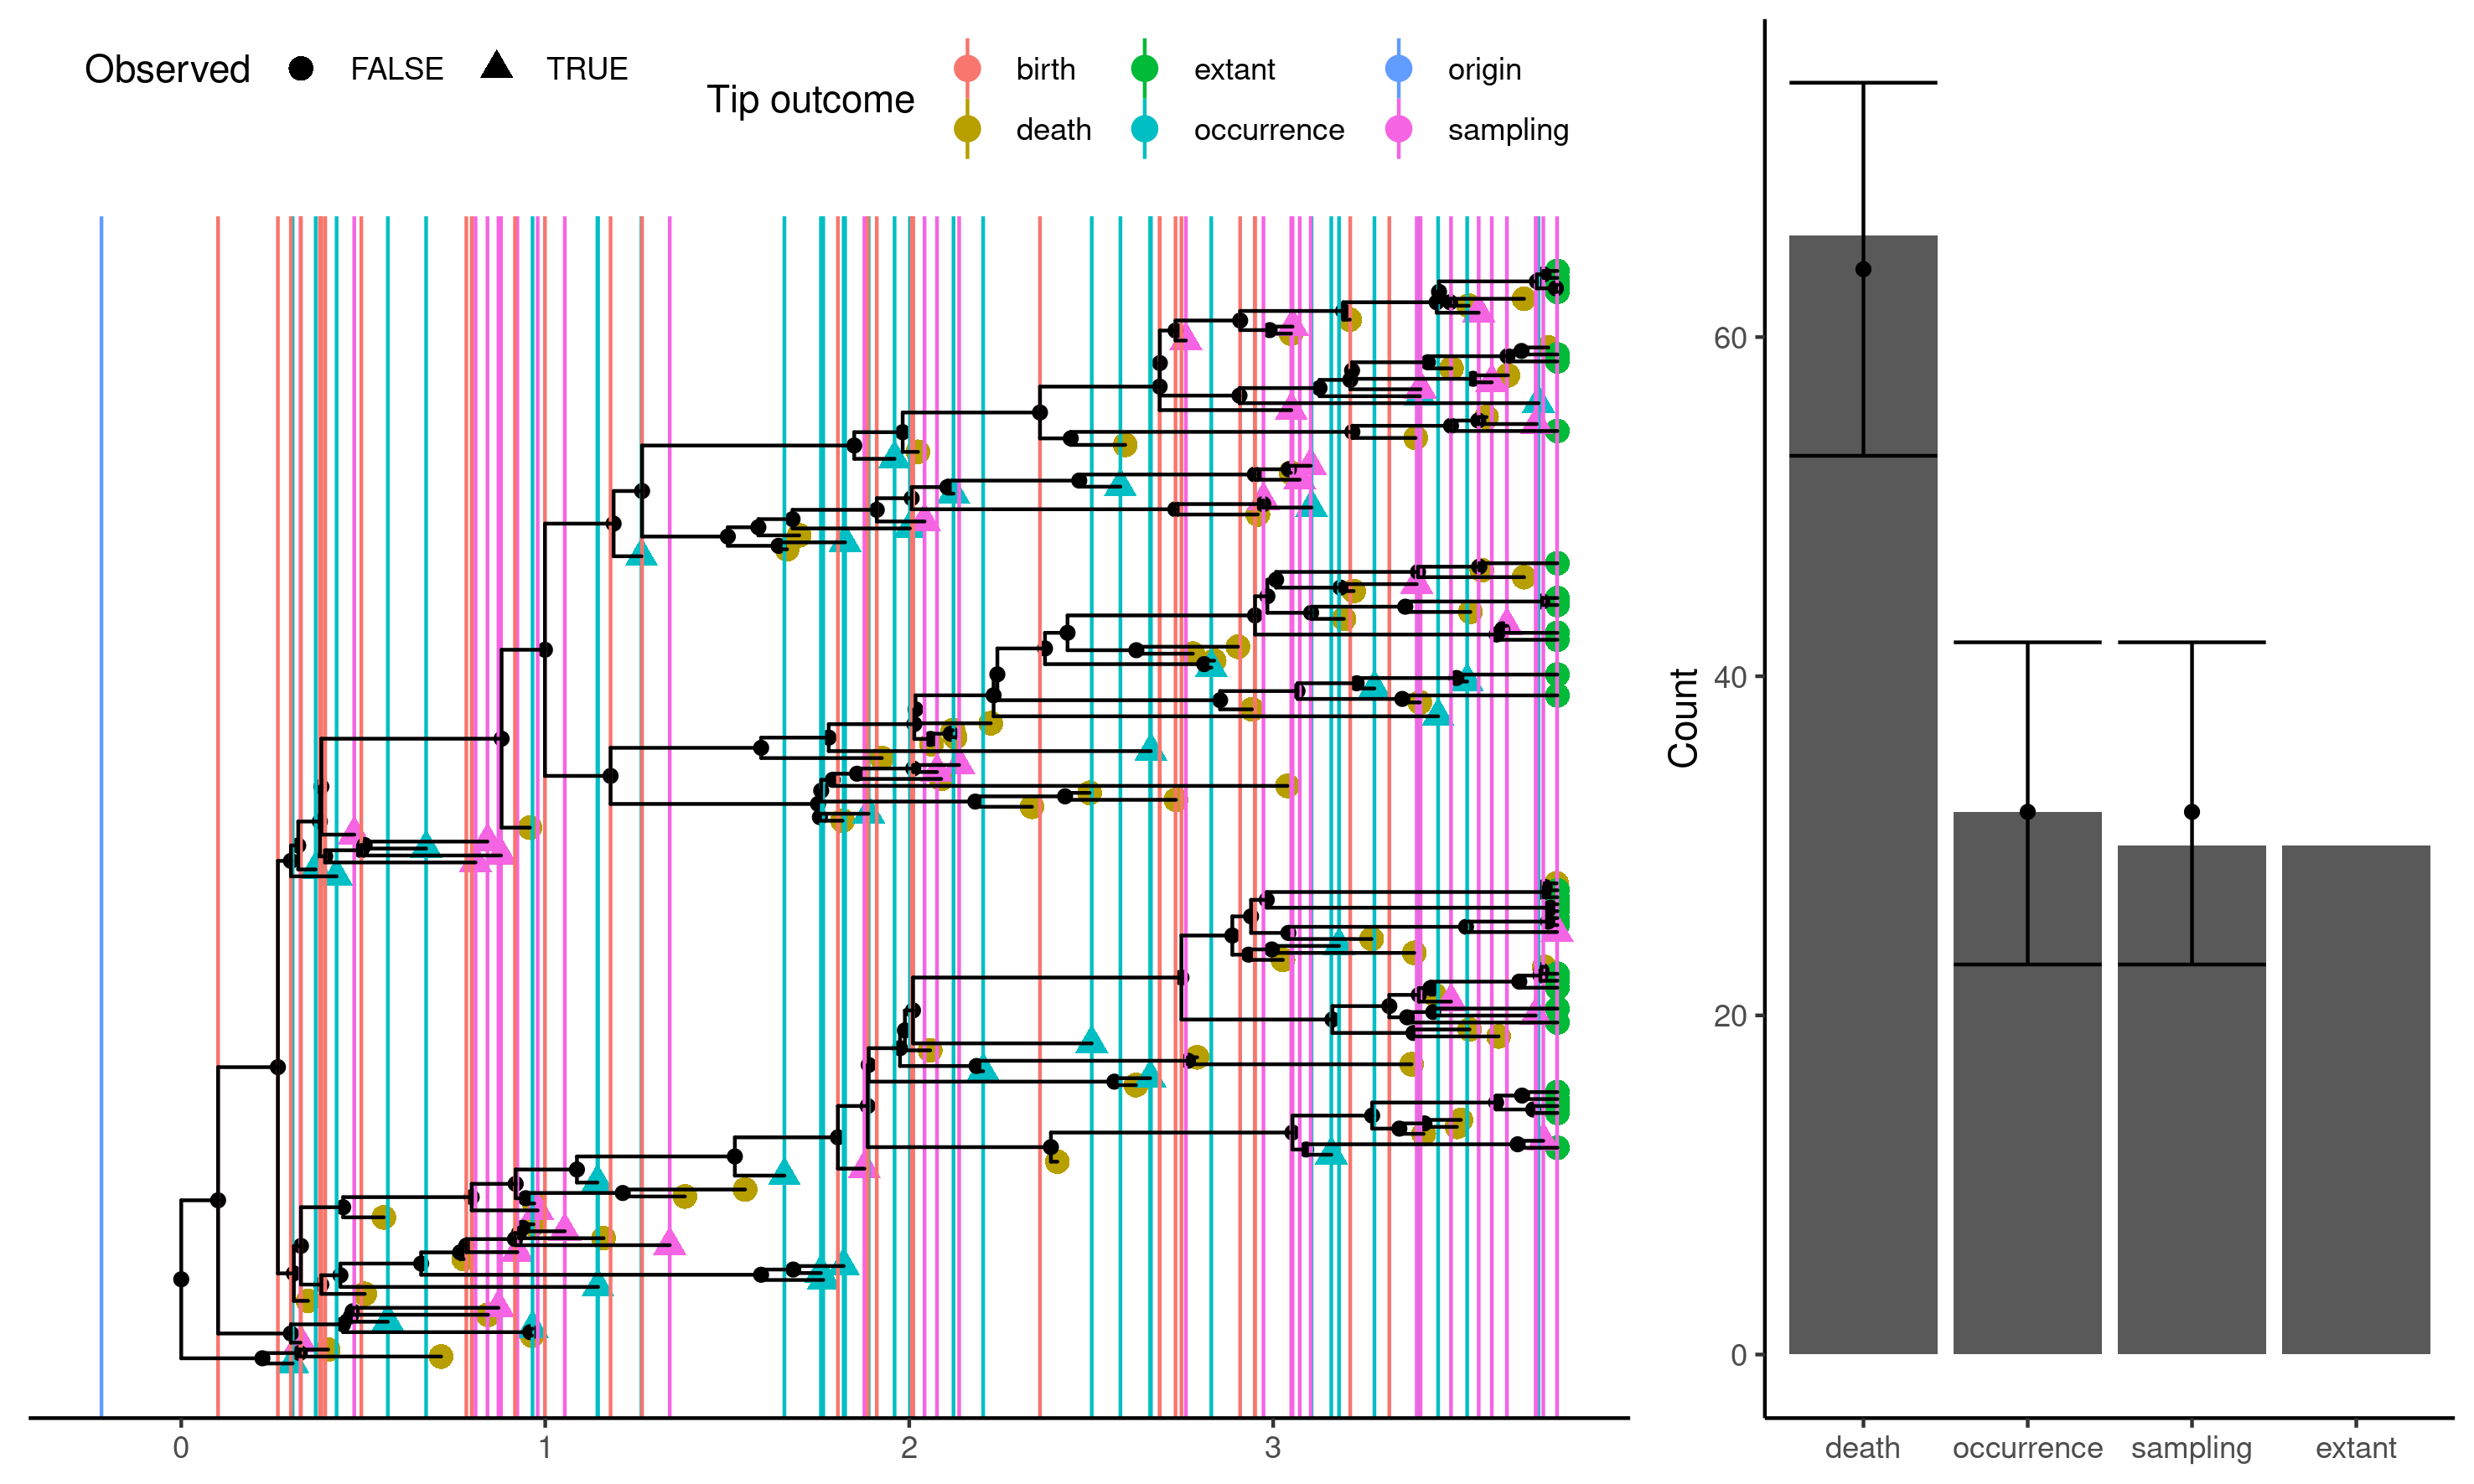 Observed FALSE TRUE
Tip outcome
birth extant origin
death occurrence sampling
0 1 2 3
Count
60
40
20
0
death occurrence sampling extant